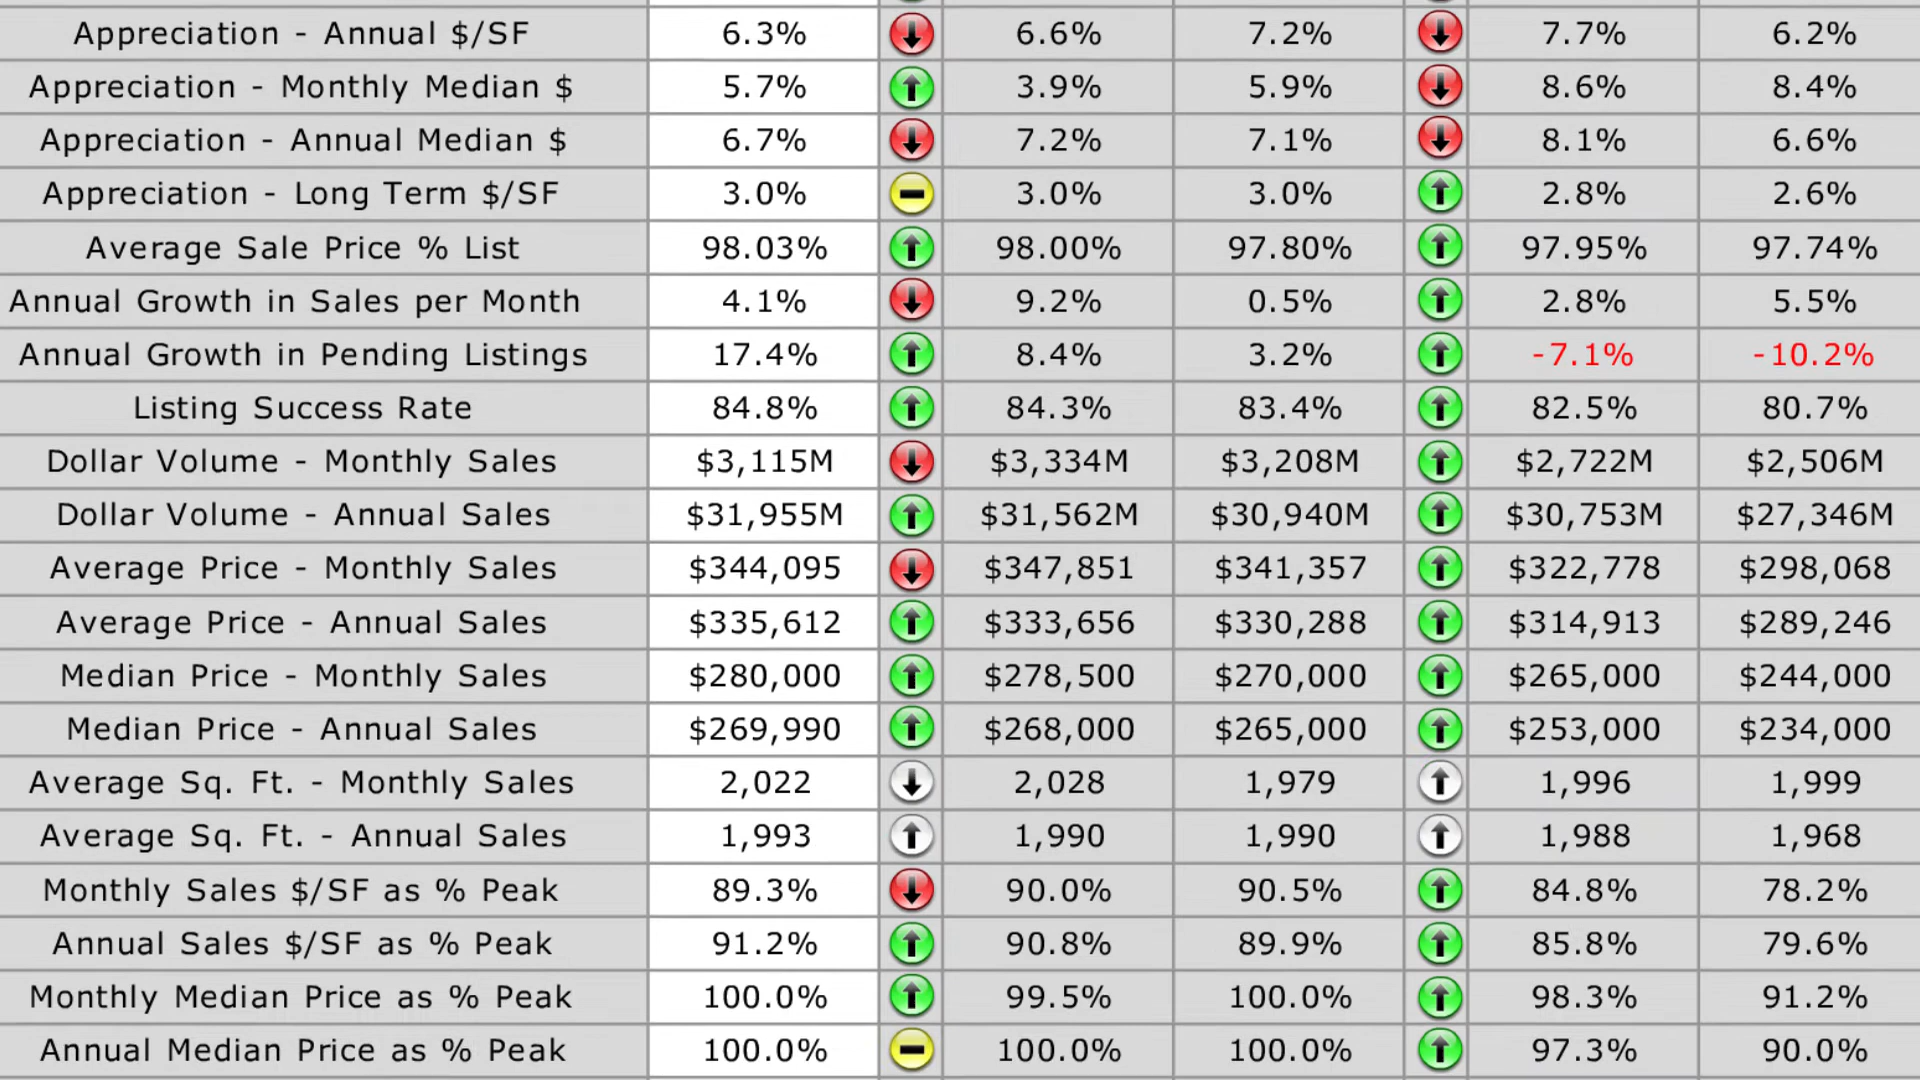 Appreciation - Annual $/SF 6.3% 6.6% 7.2% 7.7% 6.2%
Appreciation - Monthly Median $ 5.7% 3.9% 5.9% 8.6% 8.4%
Appreciation - Annual Median $ 6.7% 7.2% 7.1% 8.1% 6.6%
Appreciation - Long Term $/SF 3.0% 3.0% 3.0% 2.8% 2.6%
Average Sale Price % List 98.03% 98.00% 97.80% 97.95% 97.74%
Annual Growth in Sales per Month 4.1% 9.2% 0.5% 2.8% 5.5%
Annual Growth in Pending Listings 17.4% 8.4% 3.2% -7.1% -10.2%
Listing Success Rate 84.8% 84.3% 83.4% 82.5% 80.7%
Dollar Volume - Monthly Sales $3,115M $3,334M $3,208M $2,722M $2,506M
Dollar Volume - Annual Sales $31,955M $31,562M $30,940M $30,753M $27,346M
Average Price - Monthly Sales $344,095 $347,851 $341,357 $322,778 $298,068
Average Price - Annual Sales $335,612 $333,656 $330,288 $314,913 $289,246
Median Price - Monthly Sales $280,000 $278,500 $270,000 $265,000 $244,000
Median Price - Annual Sales $269,990 $268,000 $265,000 $253,000 $234,000
Average Sq. Ft. - Monthly Sales 2,022 2,028 1,979 1,996 1,999
Average Sq. Ft. - Annual Sales 1,993 1,990 1,990 1,988 1,968
Monthly Sales $/SF as % Peak 89.3% 90.0% 90.5% 84.8% 78.2%
Annual Sales $/SF as % Peak 91.2% 90.8% 89.9% 85.8% 79.6%
Monthly Median Price as % Peak 100.0% 99.5% 100.0% 98.3% 91.2%
Annual Median Price as % Peak 100.0% 100.0% 100.0% 97.3% 90.0%